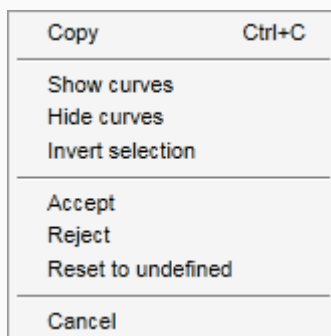 Copy Ctrl+C
Show curves
Hide curves
Invert selection
Accept
Reject
Reset to undefined
Cancel